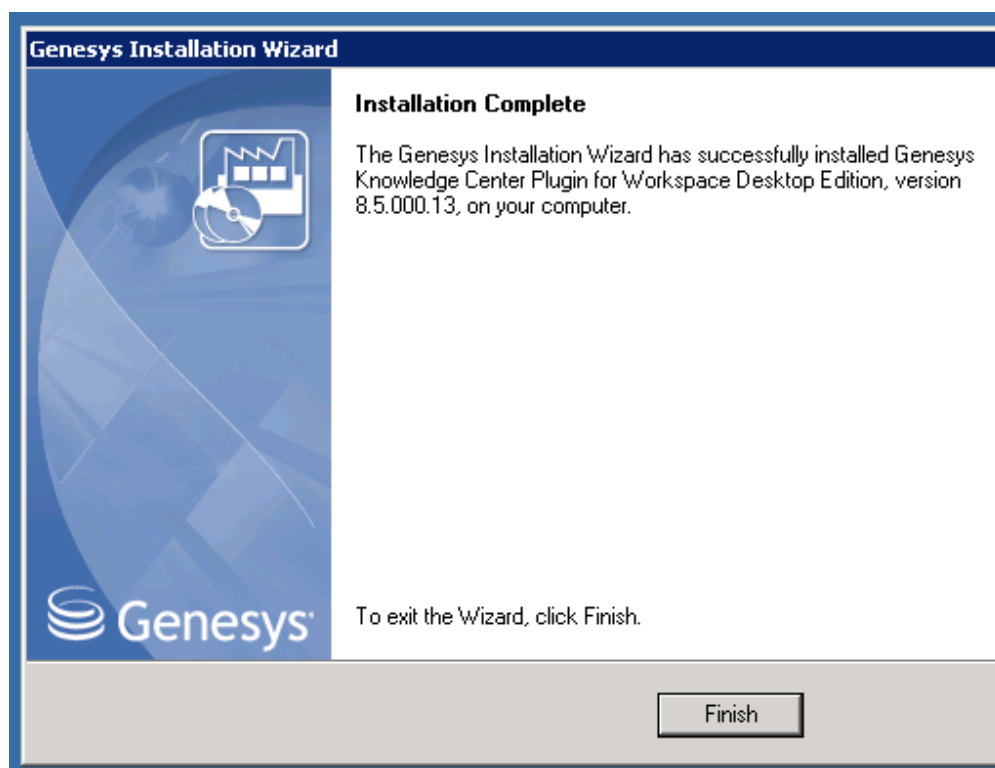 Genesys Installation Wizard
Installation Complete
The Genesys Installation Wizard has successfully installed Genesys
Knowledge Center Plugin for Workspace Desktop Edition, version
8.5.000.13, on your computer.
Genesys
To exit the Wizard, click Finish.
Finish